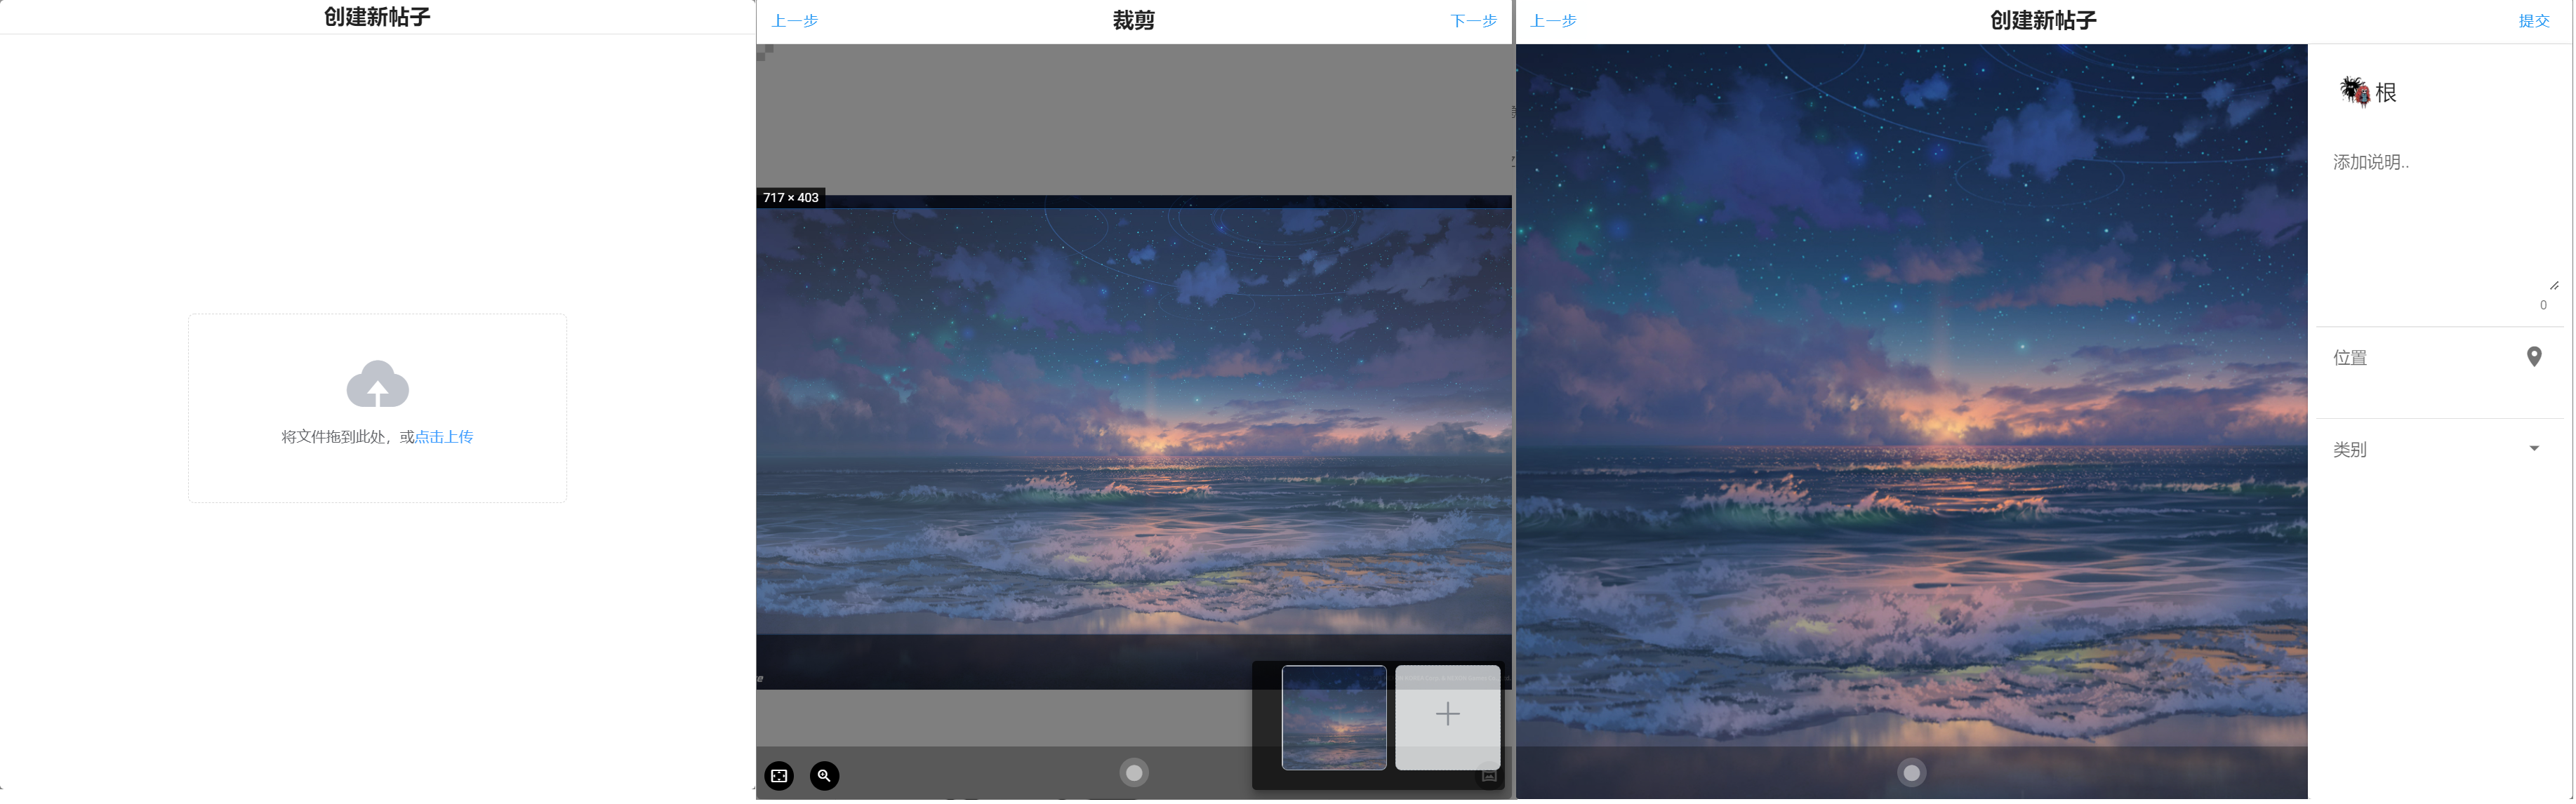 创建新帖子
将文件拖到此处，或点击上传
上一步
裁剪
下一步
717 × 403
上一步
创建新帖子
提交
根
添加说明..
0
位置
类别